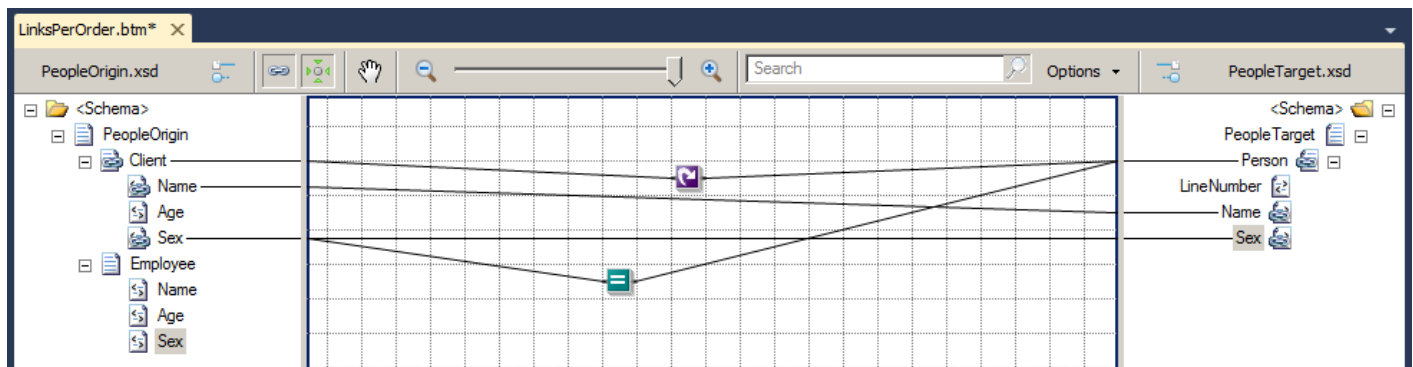 LinksPerOrder.btm*
PeopleOrigin.xsd Search Options PeopleTarget.xsd
<Schema> <Schema>
PeopleOrigin PeopleTarget
Client Person
Name LineNumber
Age Name
Sex Sex
Employee
Name
Age
Sex